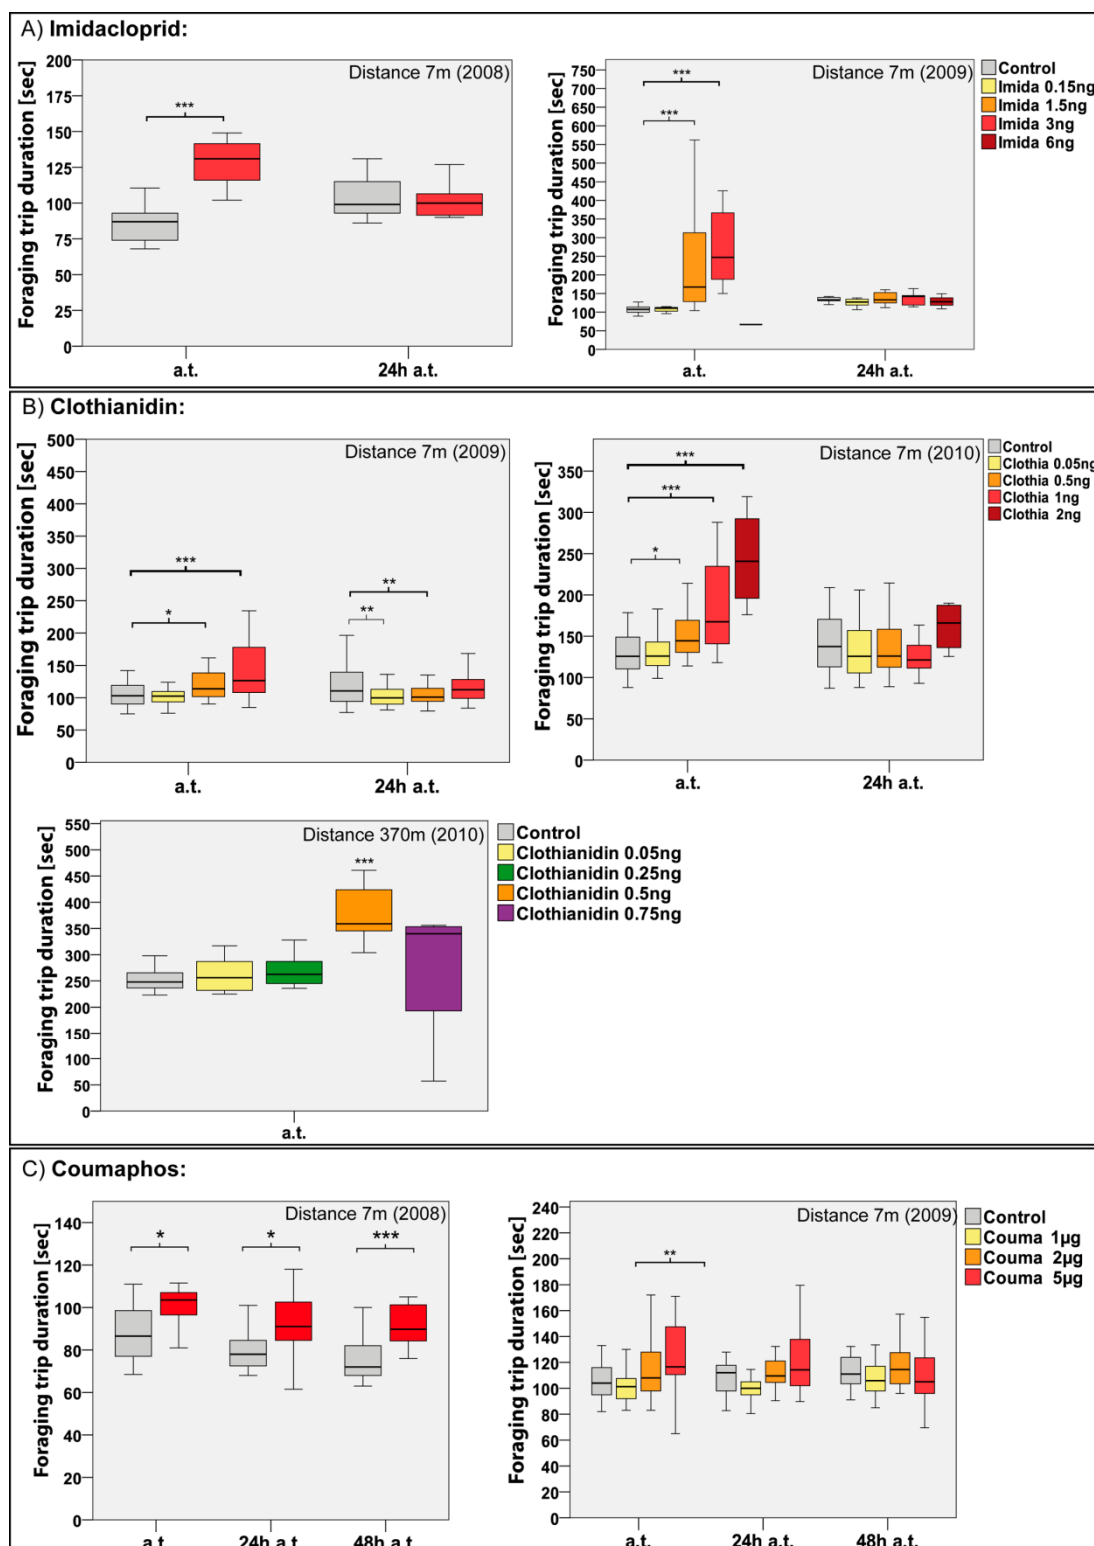 A) Imidacloprid:
Foraging trip duration [sec]
200
175
150
125
100
75
50
25
0
Distance 7m (2008)
***
a.t.
24h a.t.
Foraging trip duration [sec]
750
700
650
600
550
500
450
400
350
300
250
200
150
100
50
0
Distance 7m (2009)
***
***
a.t.
24h a.t.
Control
Imida 0.15ng
Imida 1.5ng
Imida 3ng
Imida 6ng
B) Clothianidin:
Foraging trip duration [sec]
500
450
400
350
300
250
200
150
100
50
0
Distance 7m (2009)
***
*
**
**
a.t.
24h a.t.
Foraging trip duration [sec]
350
300
250
200
150
100
50
0
Distance 7m (2010)
***
***
*
a.t.
24h a.t.
Control
Clothia 0.05ng
Clothia 0.5ng
Clothia 1ng
Clothia 2ng
Foraging trip duration [sec]
550
500
450
400
350
300
250
200
150
100
50
0
Distance 370m (2010)
***
a.t.
Control
Clothianidin 0.05ng
Clothianidin 0.25ng
Clothianidin 0.5ng
Clothianidin 0.75ng
C) Coumaphos:
Foraging trip duration [sec]
140
120
100
80
60
40
20
0
Distance 7m (2008)
*
*
***
a.t.
24h a.t.
48h a.t.
Foraging trip duration [sec]
240
220
200
180
160
140
120
100
80
60
40
20
0
Distance 7m (2009)
**
a.t.
24h a.t.
48h a.t.
Control
Couma 1µg
Couma 2µg
Couma 5µg